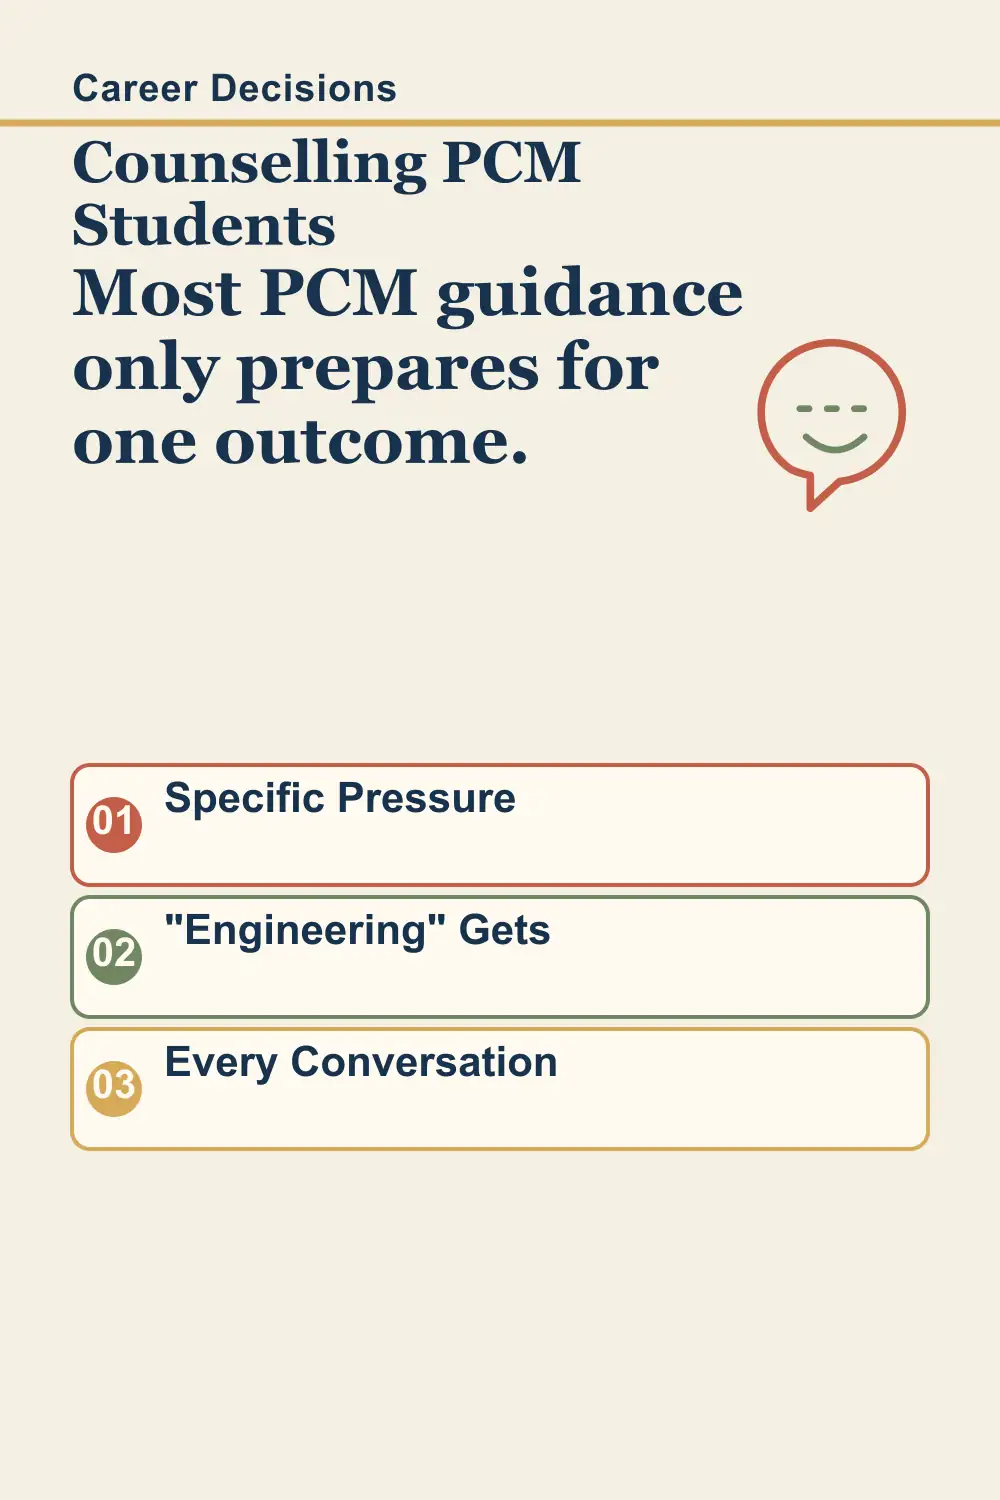 Career Decisions
Counselling PCM
Students
Most PCM guidance
only prepares for
one outcome.
01 Specific Pressure
02 "Engineering" Gets
03 Every Conversation